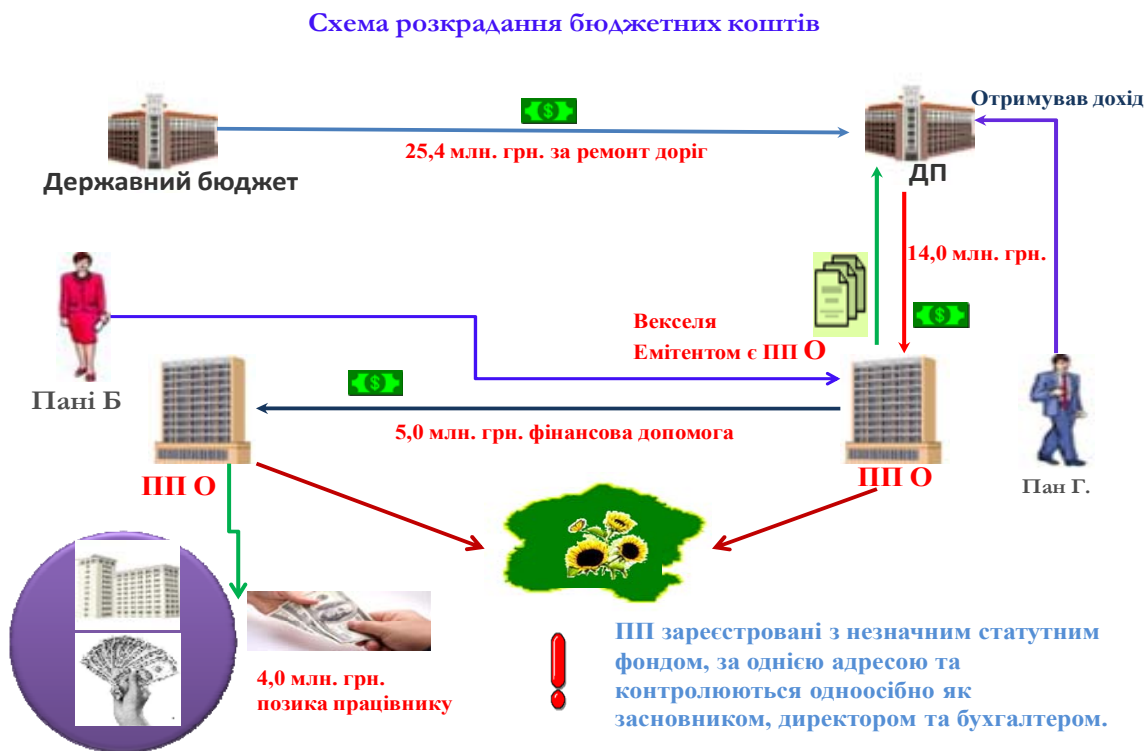 Схема розкрадання бюджетних коштів
Отримував дохід
25,4 млн. грн. за ремонт доріг
Державний бюджет
ДП
14,0 млн. грн.
Векселя
Емітентом є ПП О
Пані Б
5,0 млн. грн. фінансова допомога
ПП О
ПП О
Пан Г.
4,0 млн. грн.
позика працівнику
ПП зареєстровані з незначним статутним
фондом, за однією адресою та
контролюються одноосібно як
засновником, директором та бухгалтером.